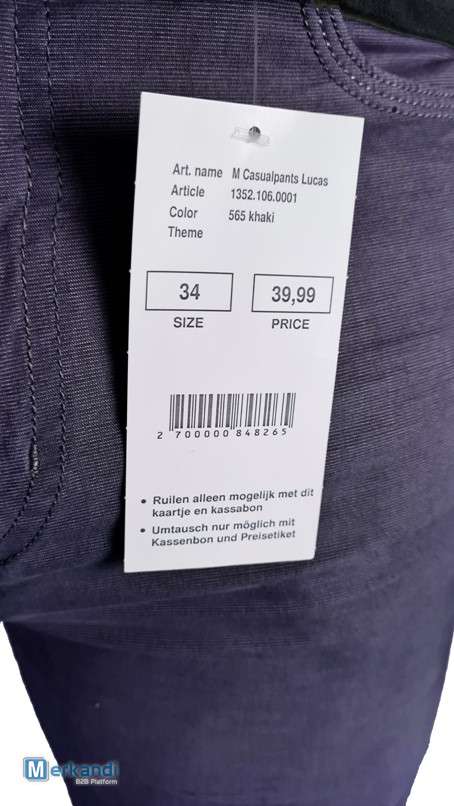 Art. name M Casualpants Lucas
Article 1352.106.0001
Color 565 khaki
Theme
34 39,99
SIZE PRICE
2 700000 848265
• Ruilen alleen mogelijk met dit
kaartje en kassabon
• Umtausch nur möglich mit
Kassenbon und Preisetiket
Merkandi
B2B Platform